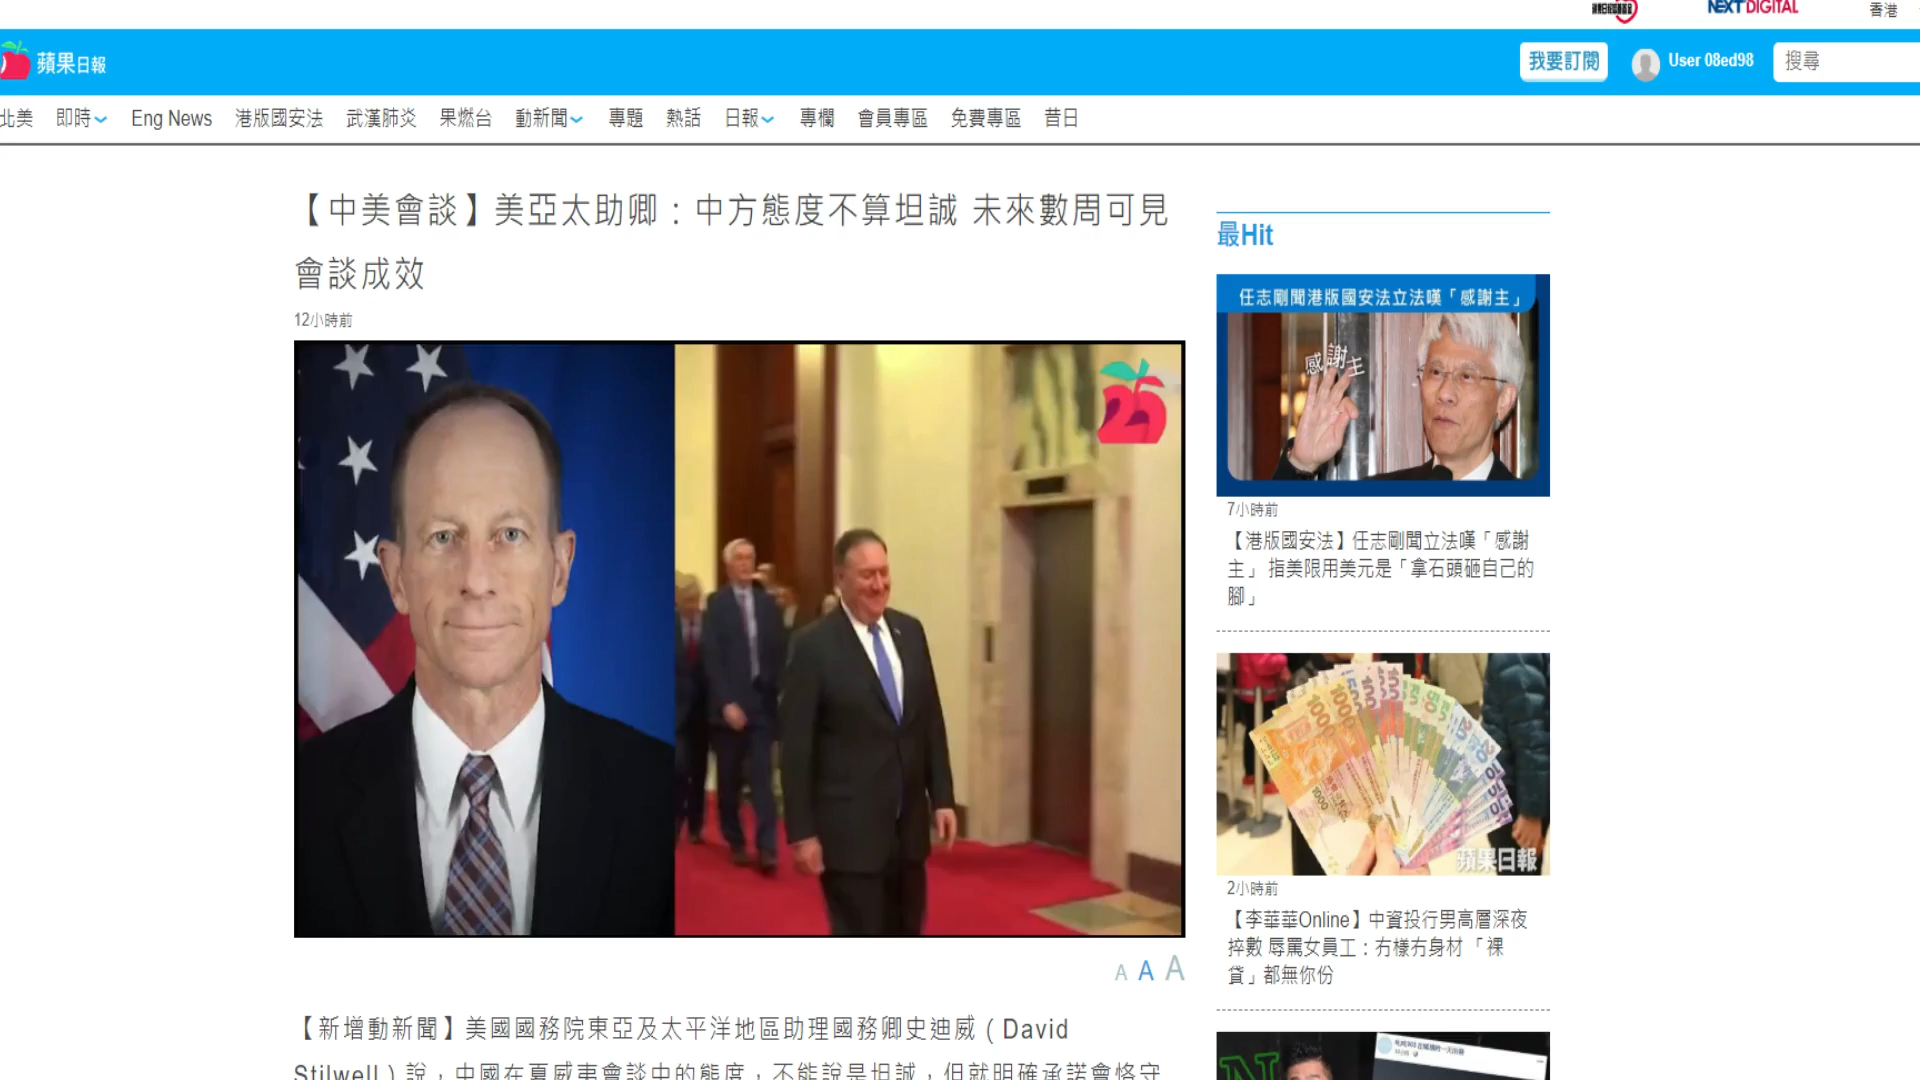 NEXTDIGITAL
香港
蘋果日報
我要訂閱
User 08ed98
搜尋
北美 即時 Eng News 港版國安法 武漢肺炎 果燃台 動新聞 專題 熱話 日報 專欄 會員專區 免費專區 昔日
【中美會談】美亞太助卿：中方態度不算坦誠 未來數周可見
會談成效
12小時前
25
A A A
【新增動新聞】美國國務院東亞及太平洋地區助理國務卿史迪威（David
Stilwell）說，中國在夏威夷會談中的態度，不能說是坦誠，但就明確承諾會恪守
最Hit
任志剛聞港版國安法立法嘆「感謝主」
感謝主
7小時前
【港版國安法】任志剛聞立法嘆「感謝
主」 指美限用美元是「拿石頭砸自己的
腳」
蘋果日報
2小時前
【李華華Online】中資投行男高層深夜
捽數 辱罵女員工：冇樣冇身材 「裸
貸」都無你份